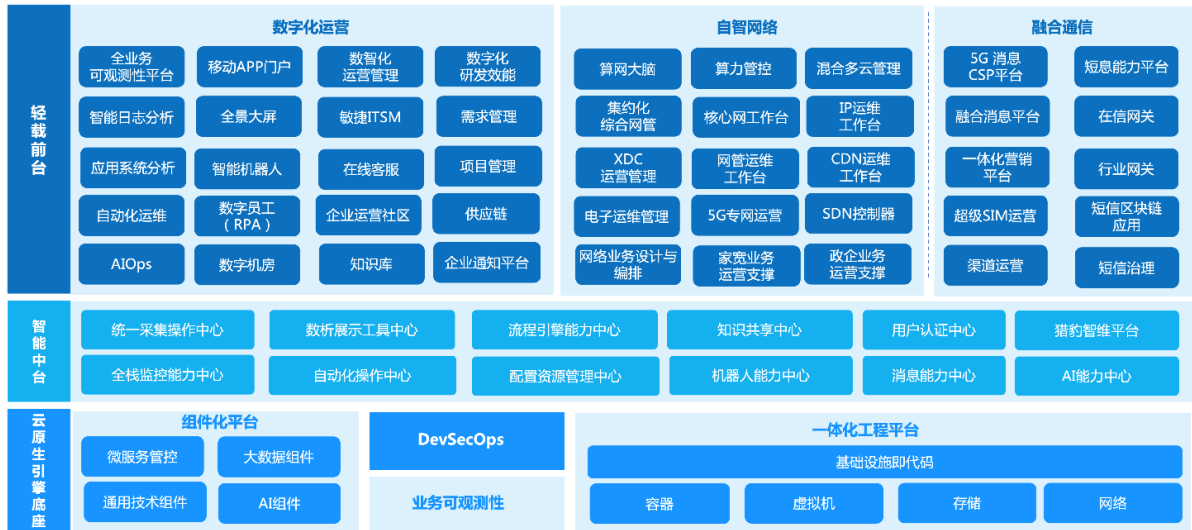 轻载前台
数字化运营
全业务
可观测性平台
移动APP门户
数智化
运营管理
数字化
研发效能
智能日志分析
全景大屏
敏捷ITSM
需求管理
应用系统分析
智能机器人
在线客服
项目管理
自动化运维
数字员工
（RPA）
企业运营社区
供应链
AIOps
数字机房
知识库
企业通知平台
自智网络
算网大脑
算力管控
混合多云管理
集约化
综合网管
核心网工作台
IP运维
工作台
XDC
运营管理
网管运维
工作台
CDN运维
工作台
电子运维管理
5G专网运营
SDN控制器
网络业务设计与
编排
家宽业务
运营支撑
政企业务
运营支撑
融合通信
5G 消息
CSP平台
短息能力平台
融合消息平台
在信网关
一体化营销
平台
行业网关
超级SIM运营
短信区块链
应用
渠道运营
短信治理
智能中台
统一采集操作中心
数析展示工具中心
流程引擎能力中心
知识共享中心
用户认证中心
猎豹智维平台
全栈监控能力中心
自动化操作中心
配置资源管理中心
机器人能力中心
消息能力中心
AI能力中心
云原生引擎底座
组件化平台
微服务管控
大数据组件
通用技术组件
AI组件
DevSecOps
业务可观测性
一体化工程平台
基础设施即代码
容器
虚拟机
存储
网络